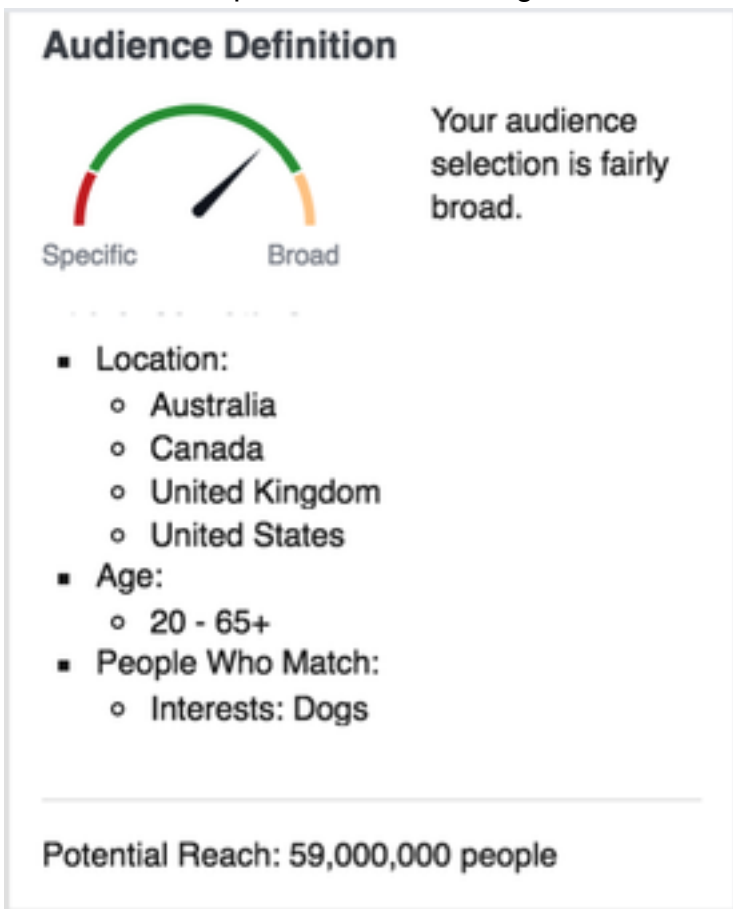 Audience Definition
Your audience
selection is fairly
broad.
Specific
Broad
▪ Location:
○ Australia
○ Canada
○ United Kingdom
○ United States
▪ Age:
○ 20 - 65+
▪ People Who Match:
○ Interests: Dogs
Potential Reach: 59,000,000 people